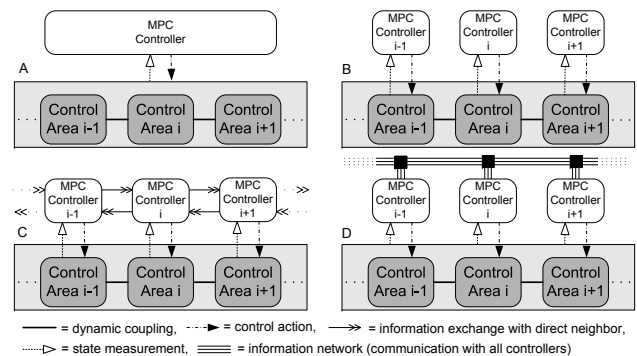 MPC
Controller
A
Control
Area i-1
Control
Area i
Control
Area i+1
MPC
Controller
i-1
MPC
Controller
i
MPC
Controller
i+1
B
Control
Area i-1
Control
Area i
Control
Area i+1
MPC
Controller
i-1
MPC
Controller
i
MPC
Controller
i+1
C
Control
Area i-1
Control
Area i
Control
Area i+1
MPC
Controller
i-1
MPC
Controller
i
MPC
Controller
i+1
D
Control
Area i-1
Control
Area i
Control
Area i+1
= dynamic coupling, = control action, = information exchange with direct neighbor,
= state measurement, = information network (communication with all controllers)